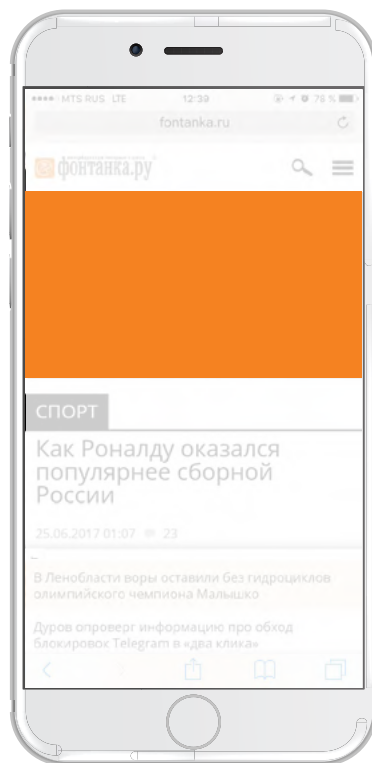 MTS RUS LTE 12:39 78 %
fontanka.ru
фонтанка.ру
СПОРТ
Как Роналду оказался
популярнее сборной
России
25.06.2017 01:07 23
В Ленобласти воры оставили без гидроциклов
олимпийского чемпиона Малышко
Дуров опроверг информацию про обход
блокировок Telegram в «два клика»